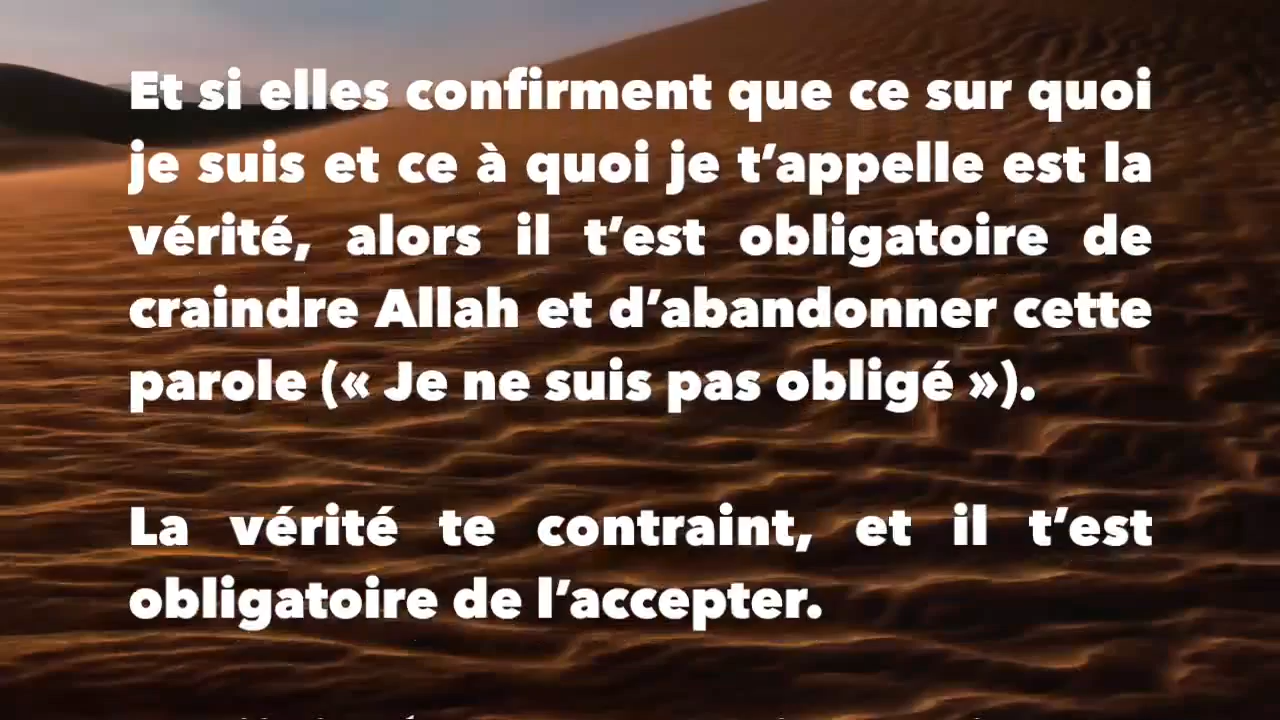 Et si elles confirment que ce sur quoi
je suis et ce à quoi je t’appelle est la
vérité, alors il t’est obligatoire de
craindre Allah et d’abandonner cette
parole (« Je ne suis pas obligé »).
La vérité te contraint, et il t’est
obligatoire de l’accepter.